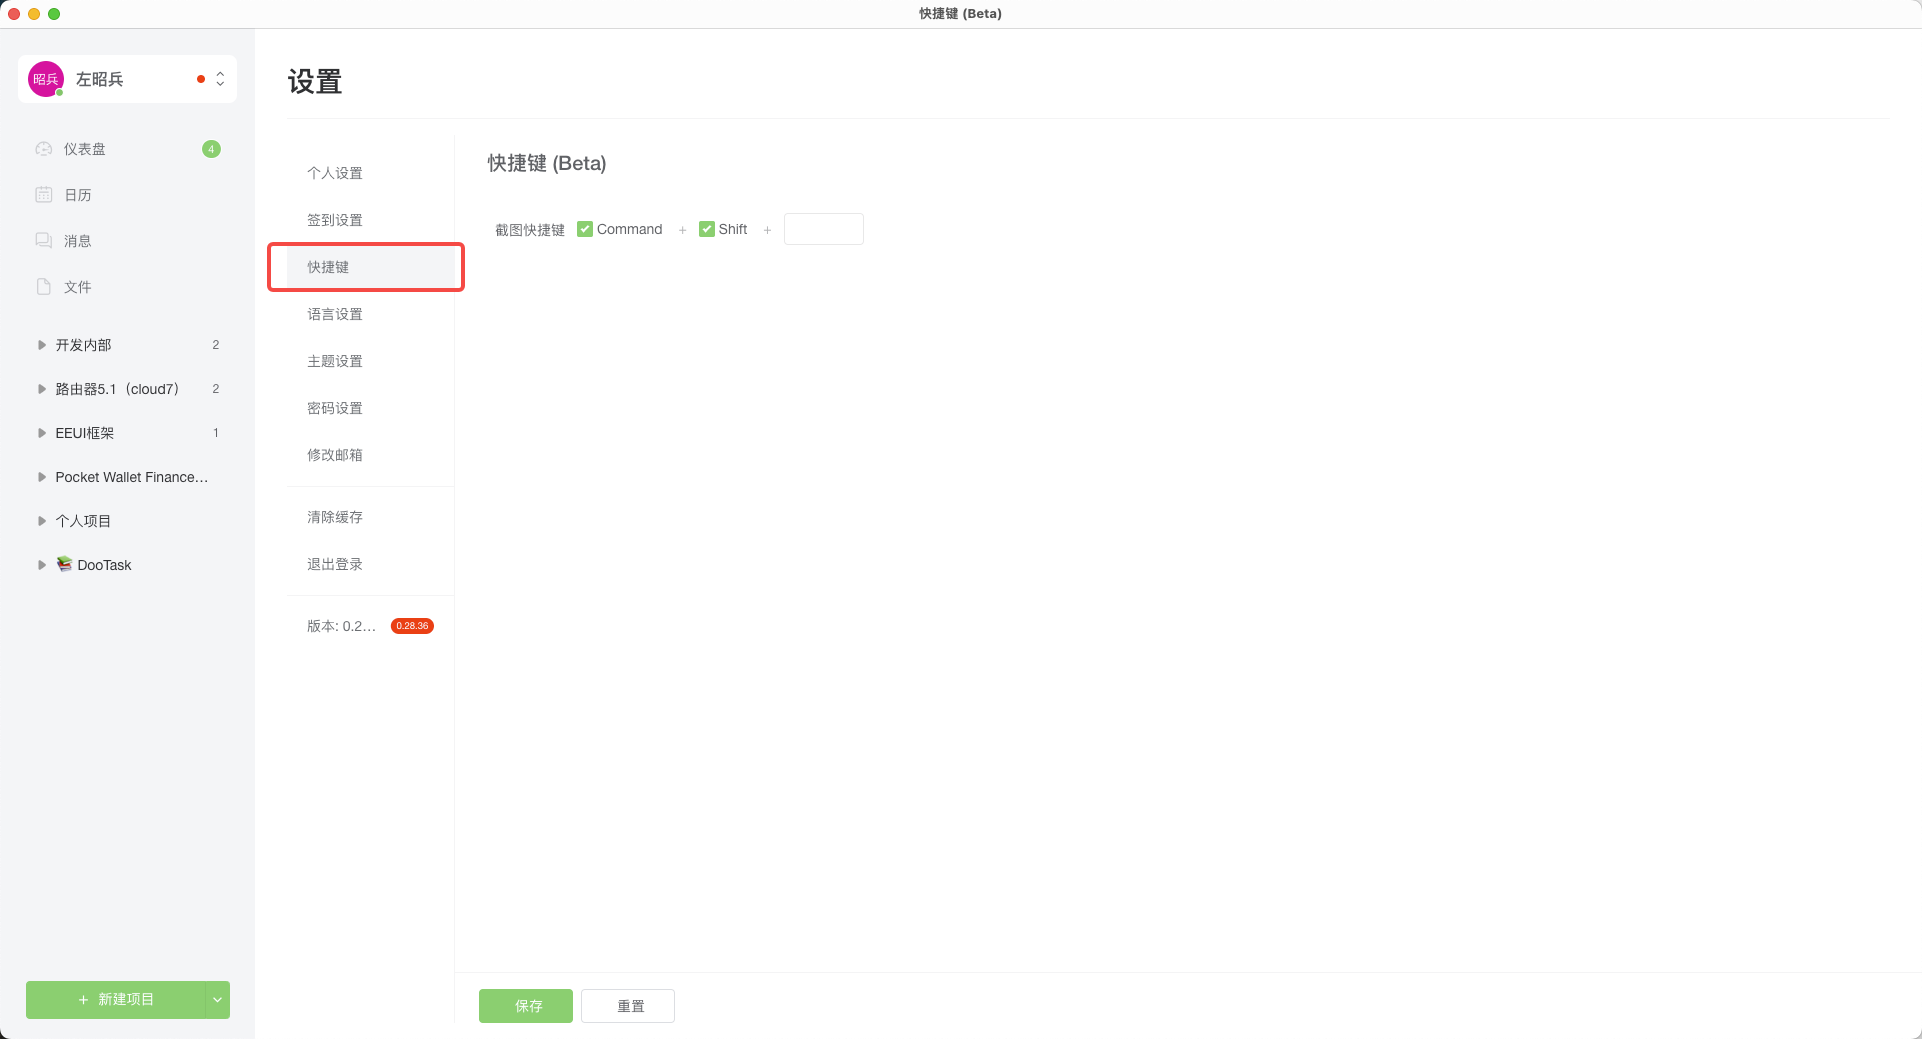 快捷键 (Beta)
昭兵 左昭兵
仪表盘 4
日历
消息
文件
开发内部 2
路由器5.1（cloud7） 2
EEUI框架 1
Pocket Wallet Finance...
个人项目
DooTask
+ 新建项目
设置
个人设置
签到设置
快捷键
语言设置
主题设置
密码设置
修改邮箱
清除缓存
退出登录
版本: 0.2... 0.28.36
快捷键 (Beta)
截图快捷键 Command + Shift +
保存 重置